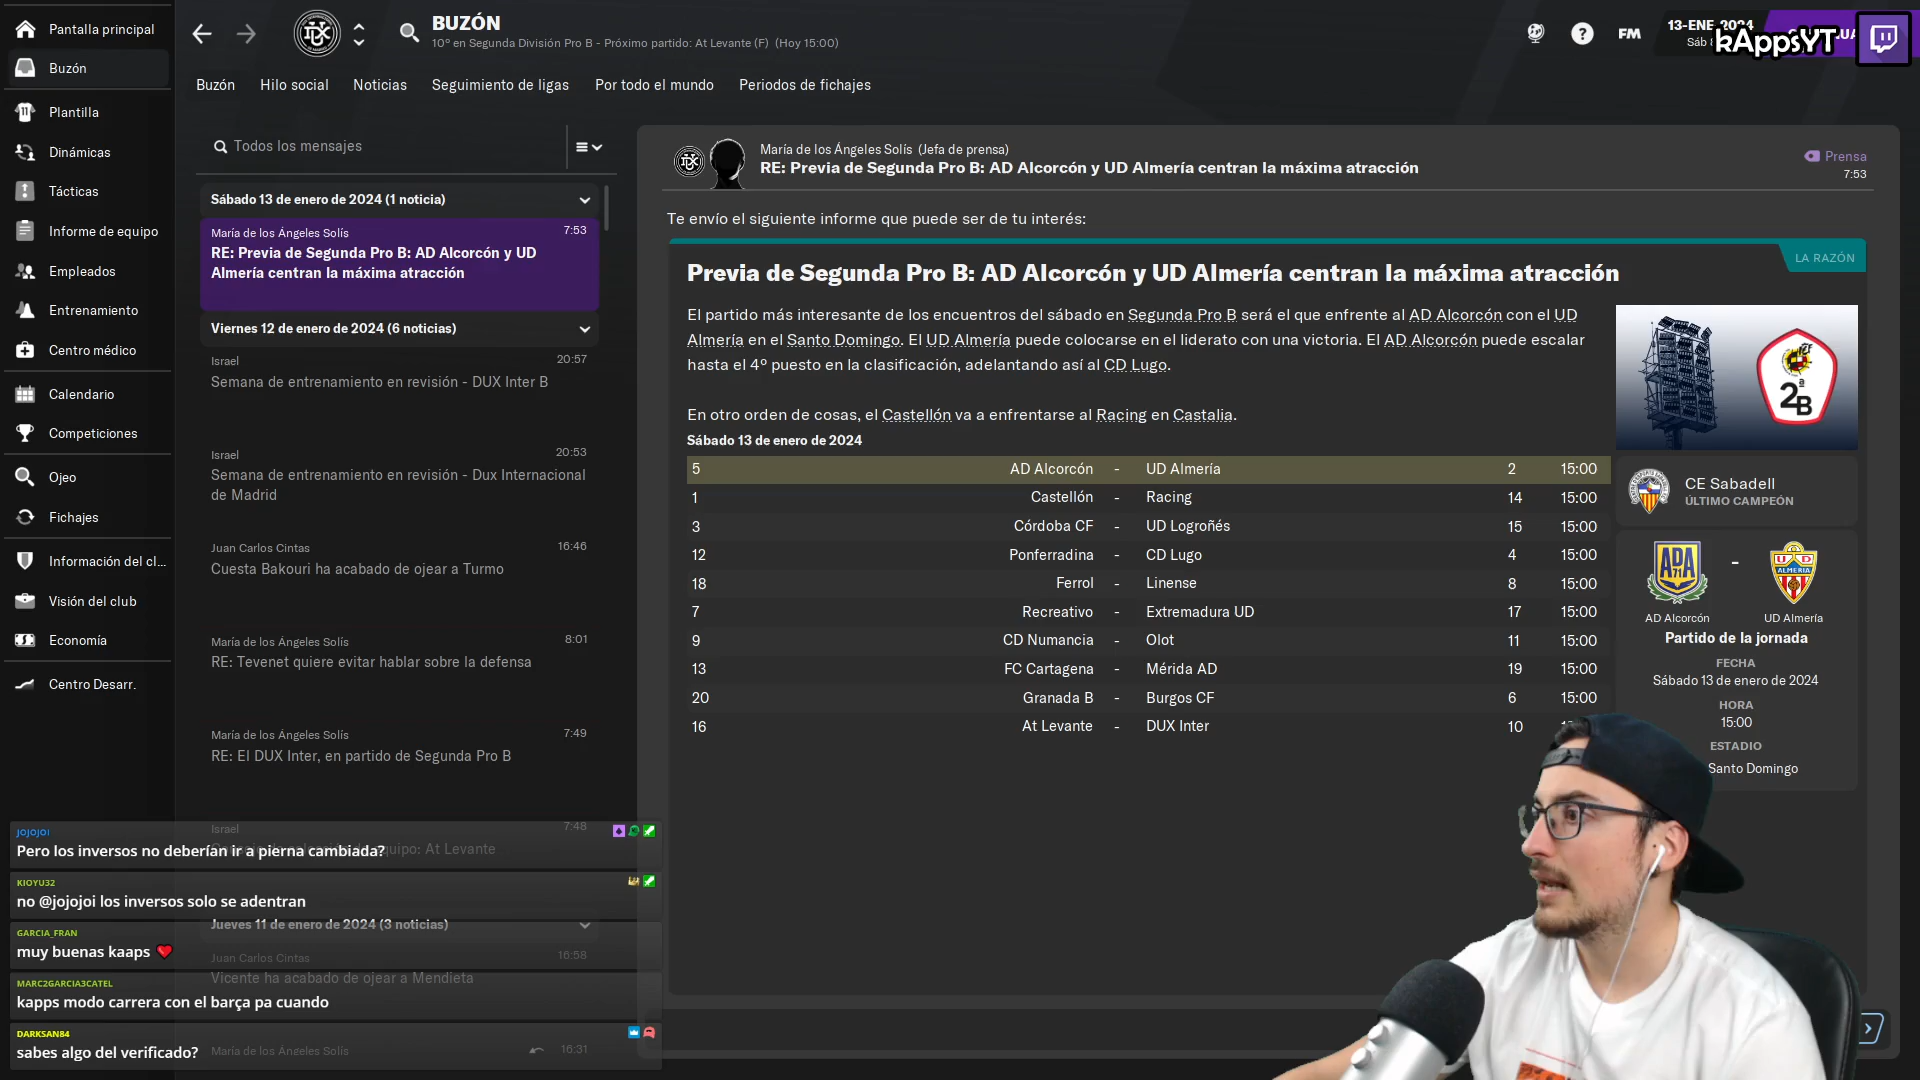 Pantalla principal
Buzón
Plantilla
Dinámicas
Tácticas
Informe de equipo
Empleados
Entrenamiento
Centro médico
Calendario
Competiciones
Ojeo
Fichajes
Información del cl...
Visión del club
Economía
Centro Desarr.
BUZÓN
10º en Segunda División Pro B - Próximo partido: At Levante (F) (Hoy 15:00)
FM
13-ENE 2024
Sáb
kAppsYT
Buzón Hilo social Noticias Seguimiento de ligas Por todo el mundo Periodos de fichajes
Todos los mensajes
Sábado 13 de enero de 2024 (1 noticia)
María de los Ángeles Solís 7:53
RE: Previa de Segunda Pro B: AD Alcorcón y UD
Almería centran la máxima atracción
Viernes 12 de enero de 2024 (6 noticias)
Israel 20:57
Semana de entrenamiento en revisión - DUX Inter B
Israel 20:53
Semana de entrenamiento en revisión - Dux Internacional
de Madrid
Juan Carlos Cintas 16:46
Cuesta Bakouri ha acabado de ojear a Turmo
María de los Ángeles Solís 8:01
RE: Tevenet quiere evitar hablar sobre la defensa
María de los Ángeles Solís 7:49
RE: El DUX Inter, en partido de Segunda Pro B
Israel 7:48
equipo: At Levante
Jueves 11 de enero de 2024 (3 noticias)
Juan Carlos Cintas 16:58
Vicente ha acabado de ojear a Mendieta
María de los Ángeles Solís 16:31
JOJOJOI
Pero los inversos no deberían ir a pierna cambiada?
KIOYU32
no @jojojoi los inversos solo se adentran
GARCIA_FRAN
muy buenas kaaps
MARC2GARCIA3CATEL
kapps modo carrera con el barça pa cuando
DARKSAN84
sabes algo del verificado?
María de los Ángeles Solís (Jefa de prensa)
RE: Previa de Segunda Pro B: AD Alcorcón y UD Almería centran la máxima atracción
Prensa
7:53
Te envío el siguiente informe que puede ser de tu interés:
LA RAZÓN
Previa de Segunda Pro B: AD Alcorcón y UD Almería centran la máxima atracción
El partido más interesante de los encuentros del sábado en Segunda Pro B será el que enfrente al AD Alcorcón con el UD
Almería en el Santo Domingo. El UD Almería puede colocarse en el liderato con una victoria. El AD Alcorcón puede escalar
hasta el 4º puesto en la clasificación, adelantando así al CD Lugo.
En otro orden de cosas, el Castellón va a enfrentarse al Racing en Castalia.
Sábado 13 de enero de 2024
5 AD Alcorcón - UD Almería 2 15:00
1 Castellón - Racing 14 15:00
3 Córdoba CF - UD Logroñés 15 15:00
12 Ponferradina - CD Lugo 4 15:00
18 Ferrol - Linense 8 15:00
7 Recreativo - Extremadura UD 17 15:00
9 CD Numancia - Olot 11 15:00
13 FC Cartagena - Mérida AD 19 15:00
20 Granada B - Burgos CF 6 15:00
16 At Levante - DUX Inter 10
2ª B
CE Sabadell
ÚLTIMO CAMPEÓN
ADA
UD
ALMERIA
-
AD Alcorcón UD Almería
Partido de la jornada
FECHA
Sábado 13 de enero de 2024
HORA
15:00
ESTADIO
Santo Domingo